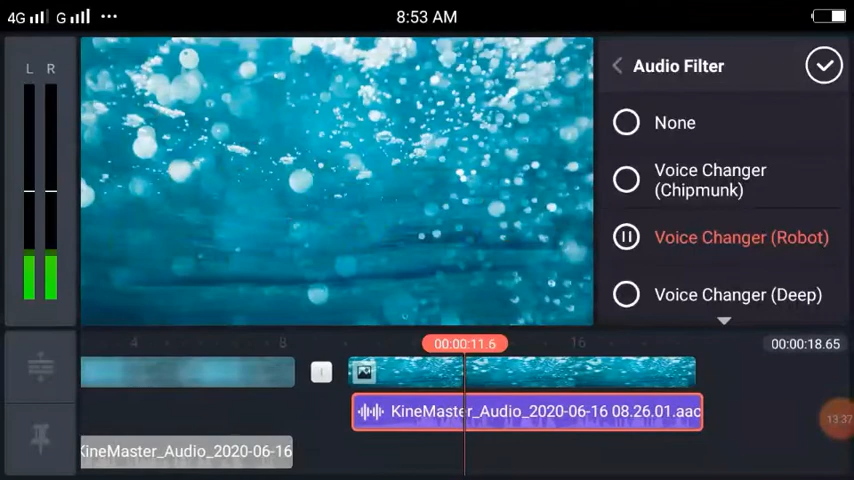 4G G 8:53 AM
L R
Audio Filter
None
Voice Changer
(Chipmunk)
Voice Changer (Robot)
Voice Changer (Deep)
4 8 00:00:11.6 16 00:00:18.65
KineMaster_Audio_2020-06-16 08.26.01.aac
KineMaster_Audio_2020-06-16
13:37